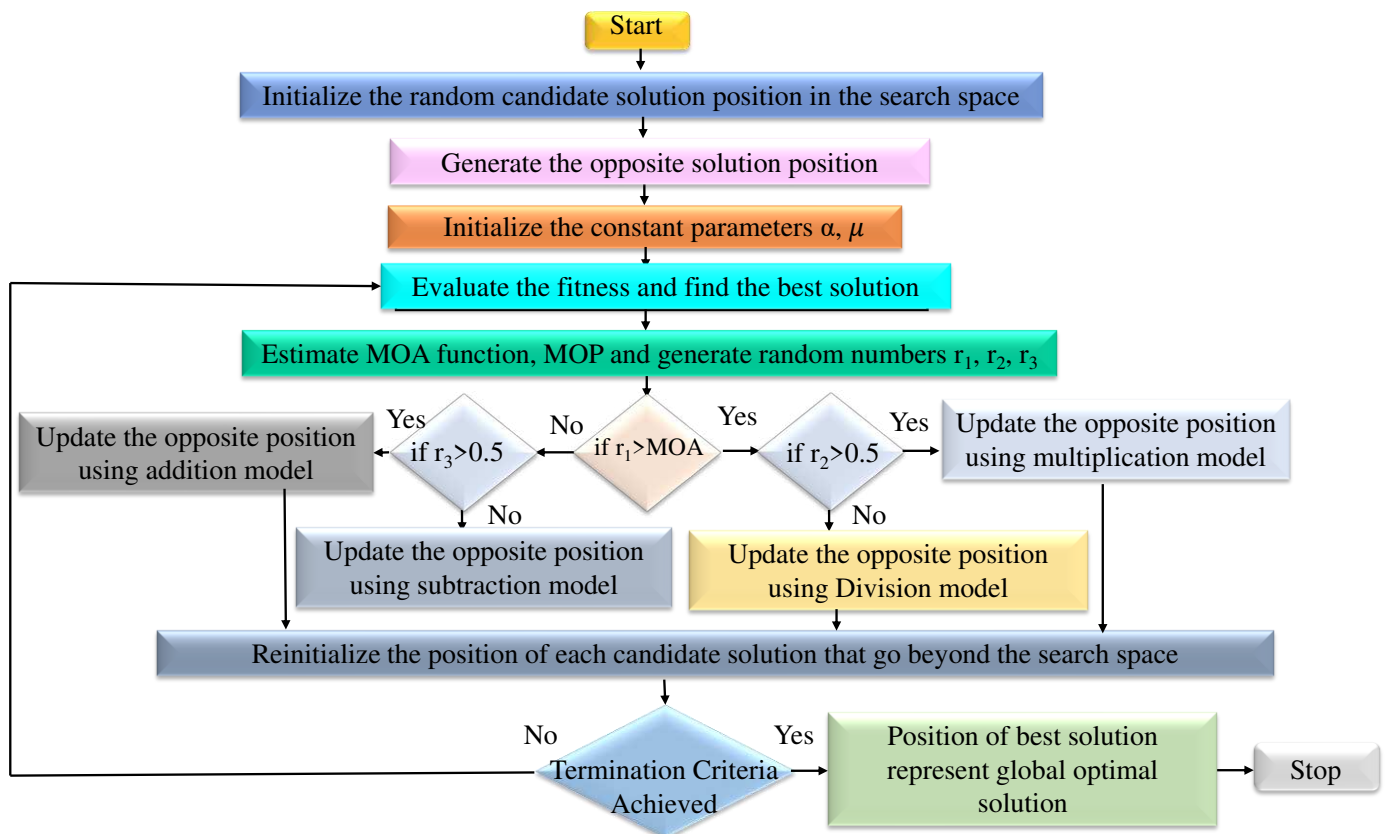 Start
Initialize the random candidate solution position in the search space
Generate the opposite solution position
Initialize the constant parameters α, μ
Evaluate the fitness and find the best solution
Estimate MOA function, MOP and generate random numbers r₁, r₂, r₃
Update the opposite position
using addition model
Yes
if r₃>0.5
No
if r₁>MOA
Yes
if r₂>0.5
Yes
Update the opposite position
using multiplication model
No
Update the opposite position
using subtraction model
No
Update the opposite position
using Division model
Reinitialize the position of each candidate solution that go beyond the search space
No
Termination Criteria
Achieved
Yes
Position of best solution
represent global optimal
solution
Stop